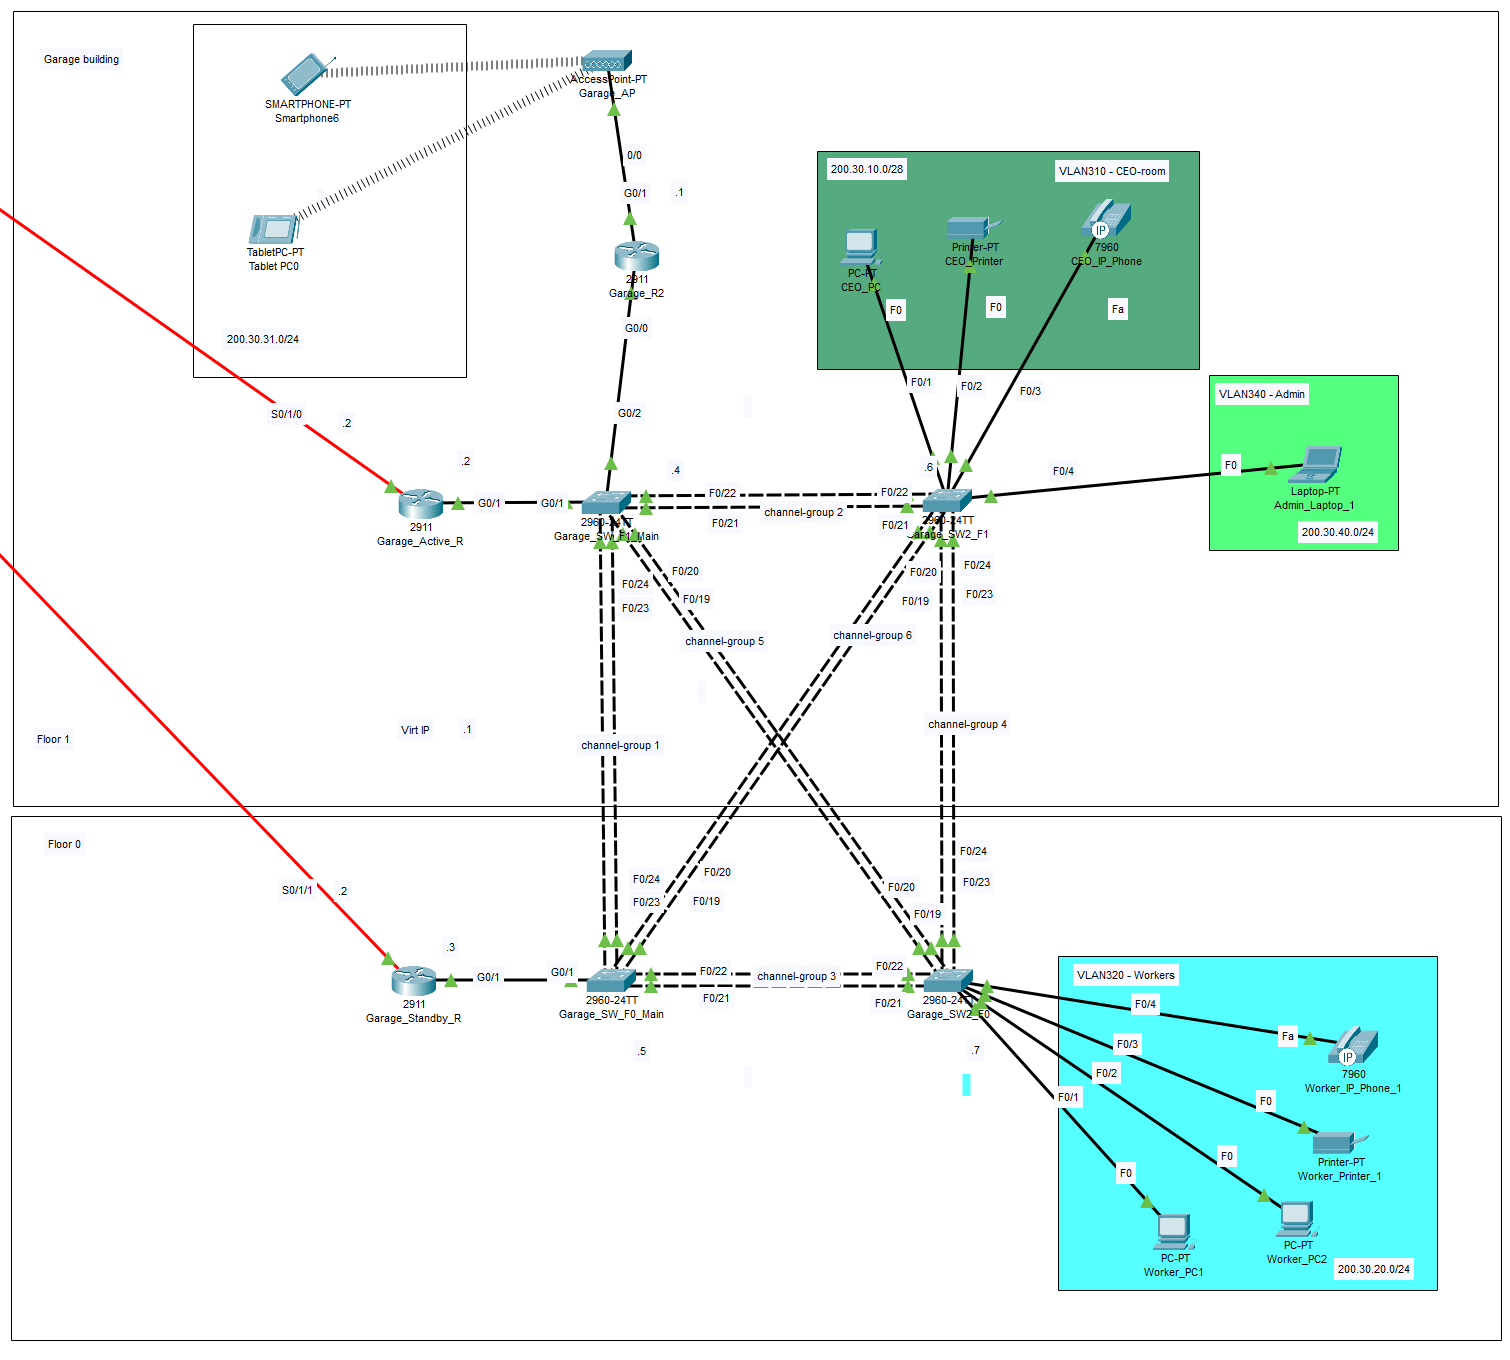 Garage building
SMARTPHONE-PT
Smartphone6
AccessPoint-PT
Garage_AP
0/0
G0/1
.1
TabletPC-PT
Tablet PC0
2911
Garage_R2
200.30.31.0/24
G0/0
G0/2
200.30.10.0/28
VLAN310 - CEO-room
PC-PT
CEO_PC
Printer-PT
CEO_Printer
IP
7960
CEO_IP_Phone
F0
F0
Fa
F0/1
F0/2
F0/3
VLAN340 - Admin
F0/4
F0
Laptop-PT
Admin_Laptop_1
200.30.40.0/24
S0/1/0
.2
.2
2911
Garage_Active_R
G0/1
G0/1
.4
2960-24TT
Garage_SW_F1_Main
F0/22
F0/21
channel-group 2
F0/22
F0/21
.6
2960-24TT
Garage_SW2_F1
F0/24
F0/23
F0/20
F0/19
F0/20
F0/19
F0/24
F0/23
channel-group 5
channel-group 6
channel-group 1
channel-group 4
Virt IP
.1
Floor 1
Floor 0
S0/1/1
.2
.3
2911
Garage_Standby_R
G0/1
G0/1
F0/24
F0/23
F0/20
F0/19
F0/20
F0/19
F0/24
F0/23
2960-24TT
Garage_SW_F0_Main
.5
F0/22
F0/21
channel-group 3
F0/22
F0/21
2960-24TT
Garage_SW2_F0
.7
VLAN320 - Workers
F0/4
F0/3
F0/2
F0/1
Fa
IP
7960
Worker_IP_Phone_1
F0
Printer-PT
Worker_Printer_1
F0
PC-PT
Worker_PC2
F0
PC-PT
Worker_PC1
200.30.20.0/24